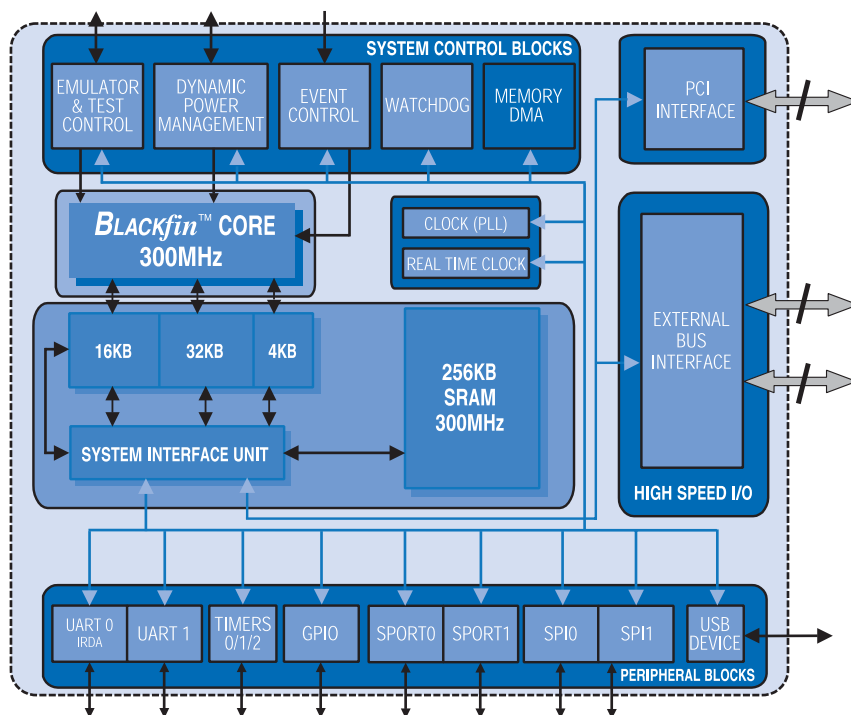 SYSTEM CONTROL BLOCKS
EMULATOR
& TEST
CONTROL
DYNAMIC
POWER
MANAGEMENT
EVENT
CONTROL
WATCHDOG
MEMORY
DMA
PCI
INTERFACE
BLACKfin™ CORE
300MHz
CLOCK (PLL)
REAL TIME CLOCK
16KB
32KB
4KB
256KB
SRAM
300MHz
SYSTEM INTERFACE UNIT
EXTERNAL
BUS
INTERFACE
HIGH SPEED I/O
UART 0
IRDA
UART 1
TIMERS
0/1/2
GPIO
SPORT0
SPORT1
SPI0
SPI1
USB
DEVICE
PERIPHERAL BLOCKS